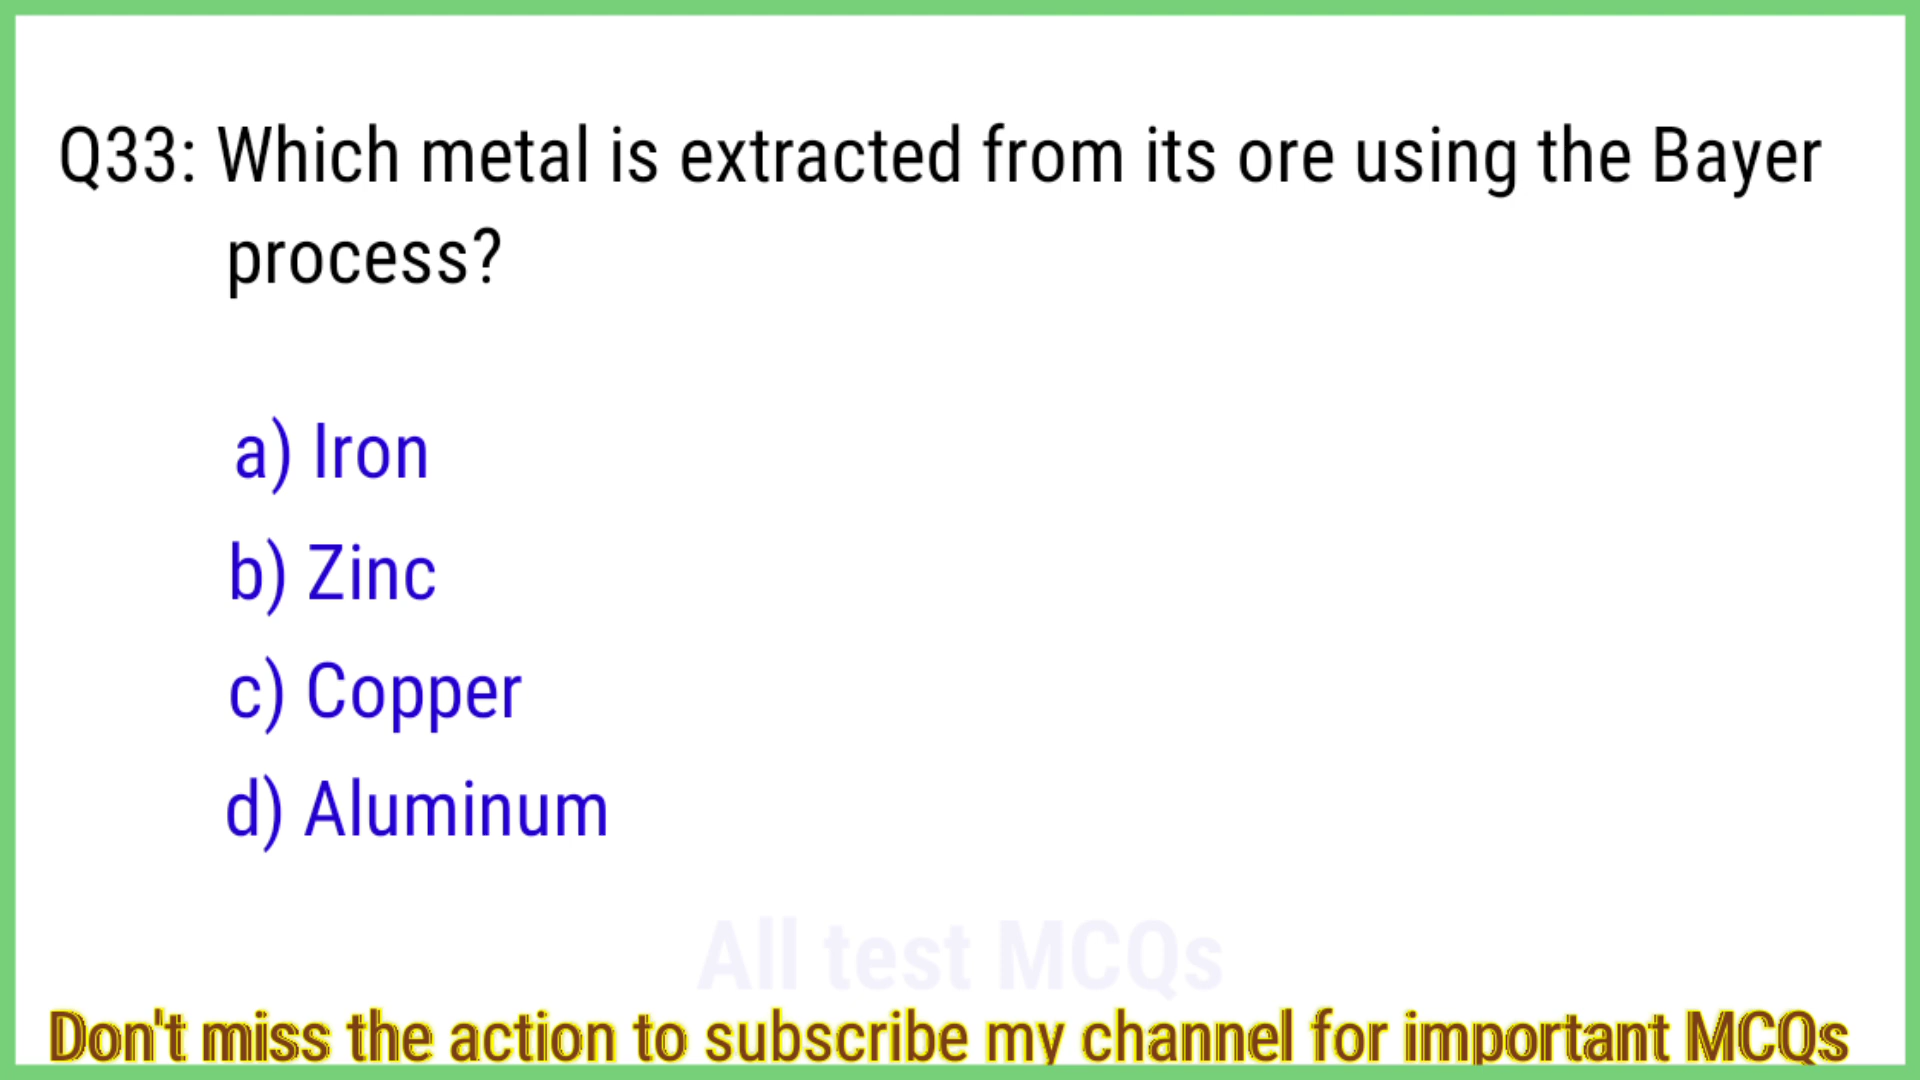 Q33: Which metal is extracted from its ore using the Bayer
process?
a) Iron
b) Zinc
c) Copper
d) Aluminum
All test MCQs
Don't miss the action to subscribe my channel for important MCQs